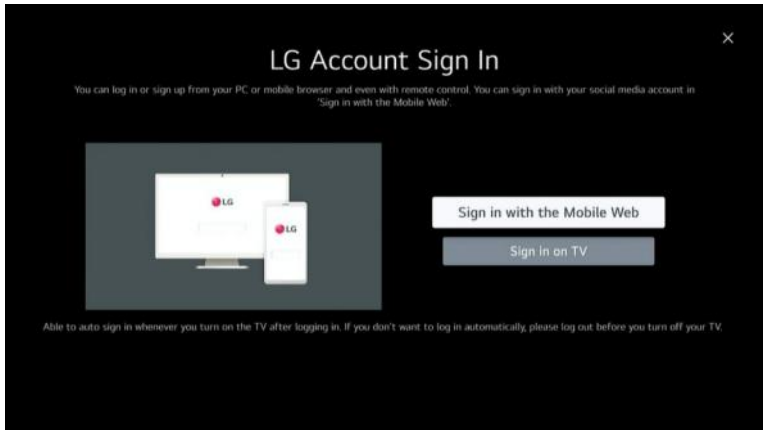 LG Account Sign In
You can log in or sign up from your PC or mobile browser and even with remote control. You can sign in with your social media account in
'Sign in with the Mobile Web'.
LG
LG
Sign in with the Mobile Web
Sign in on TV
Able to auto sign in whenever you turn on the TV after logging in. If you don't want to log in automatically, please log out before you turn off your TV.